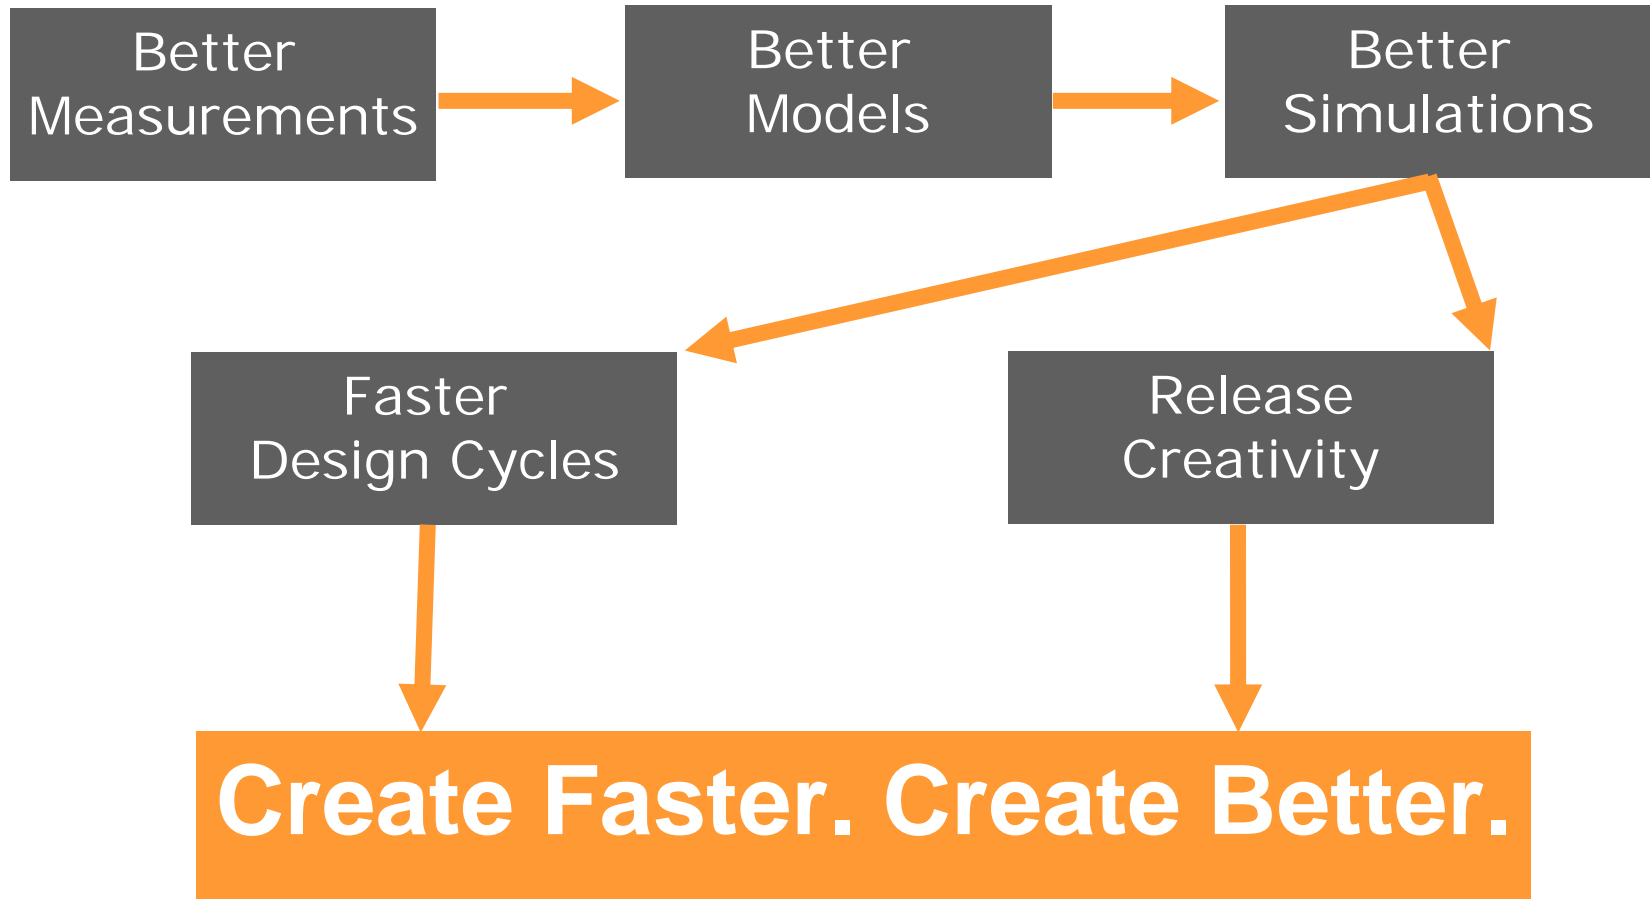 Better
Measurements
Better
Models
Better
Simulations
Faster
Design Cycles
Release
Creativity
Create Faster. Create Better.